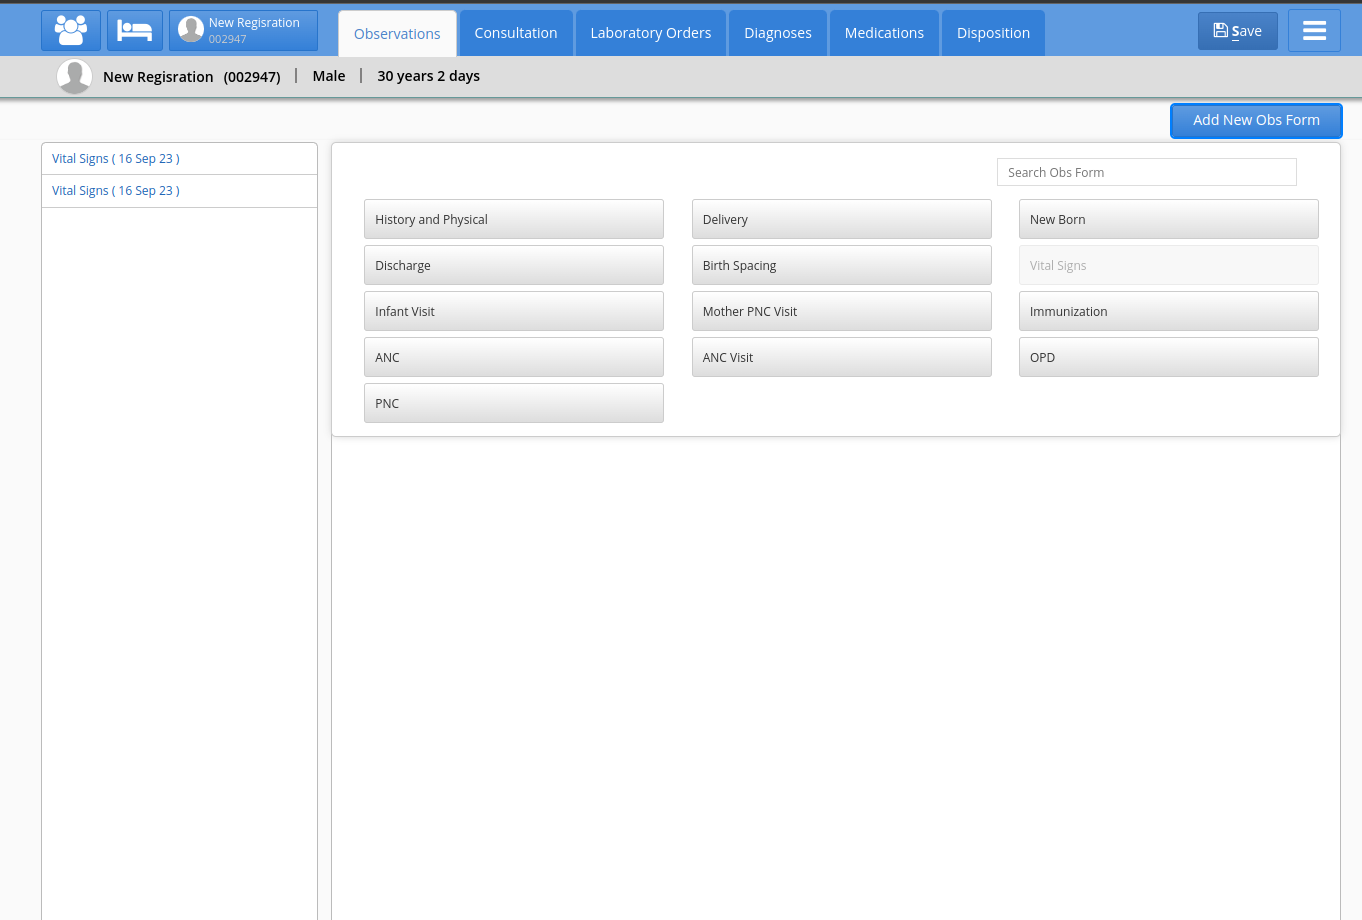 New Regisration
002947
Observations
Consultation
Laboratory Orders
Diagnoses
Medications
Disposition
Save
New Regisration (002947) | Male | 30 years 2 days
Add New Obs Form
Vital Signs ( 16 Sep 23 )
Vital Signs ( 16 Sep 23 )
Search Obs Form
History and Physical
Delivery
New Born
Discharge
Birth Spacing
Vital Signs
Infant Visit
Mother PNC Visit
Immunization
ANC
ANC Visit
OPD
PNC